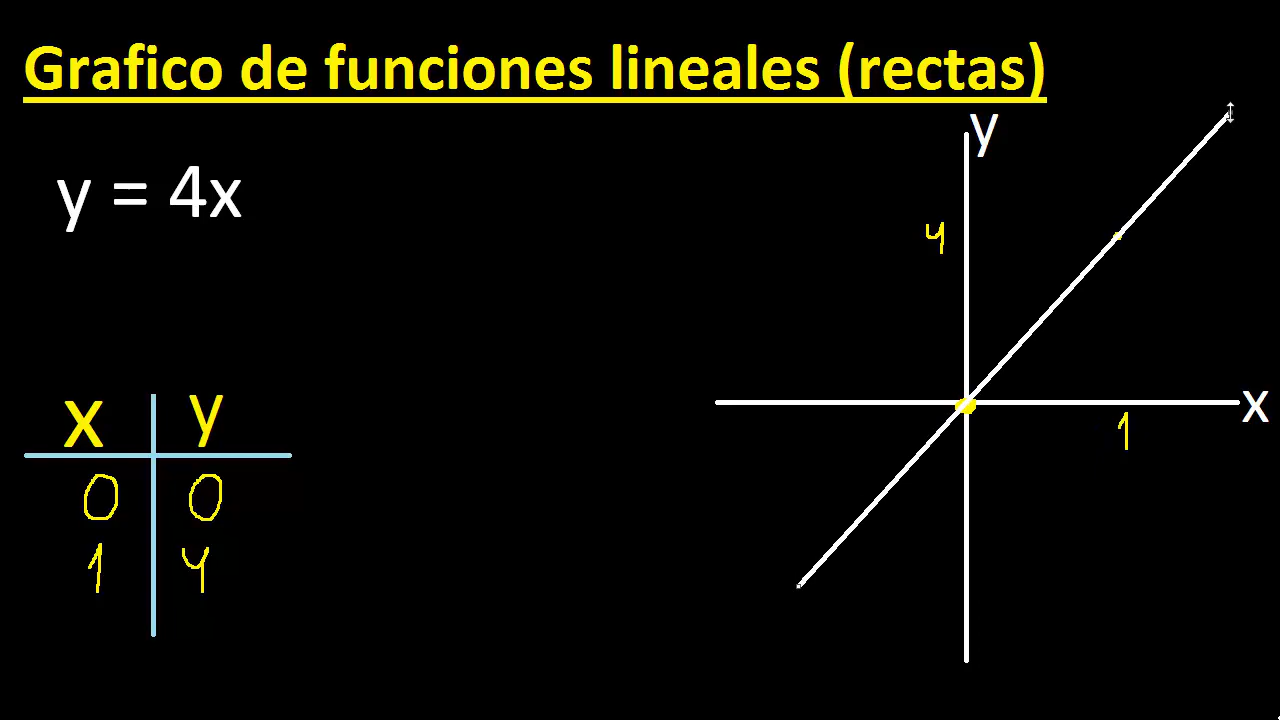 Grafico de funciones lineales (rectas)
y = 4x
x y
0 0
1 4
y
4
x
1